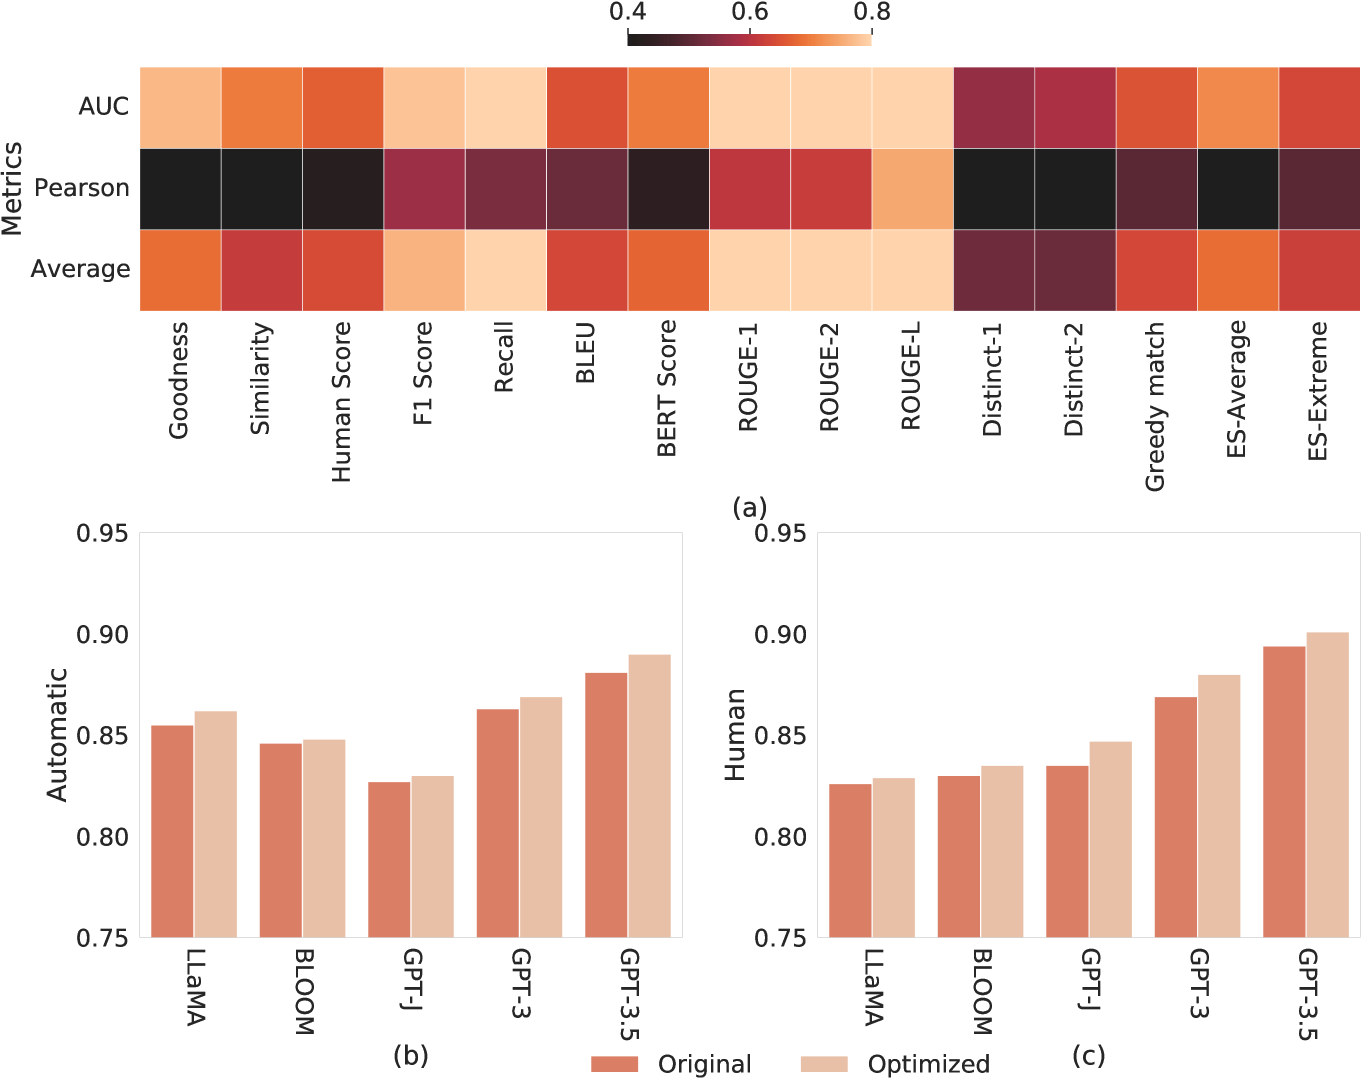 0.4 0.6 0.8
Metrics
AUC
Pearson
Average
Goodness
Similarity
Human Score
F1 Score
Recall
BLEU
BERT Score
ROUGE-1
ROUGE-2
ROUGE-L
Distinct-1
Distinct-2
Greedy match
ES-Average
ES-Extreme
(a)
Automatic
0.95
0.90
0.85
0.80
0.75
LLaMA
BLOOM
GPT-J
GPT-3
GPT-3.5
(b)
Human
0.95
0.90
0.85
0.80
0.75
LLaMA
BLOOM
GPT-J
GPT-3
GPT-3.5
(c)
Original Optimized